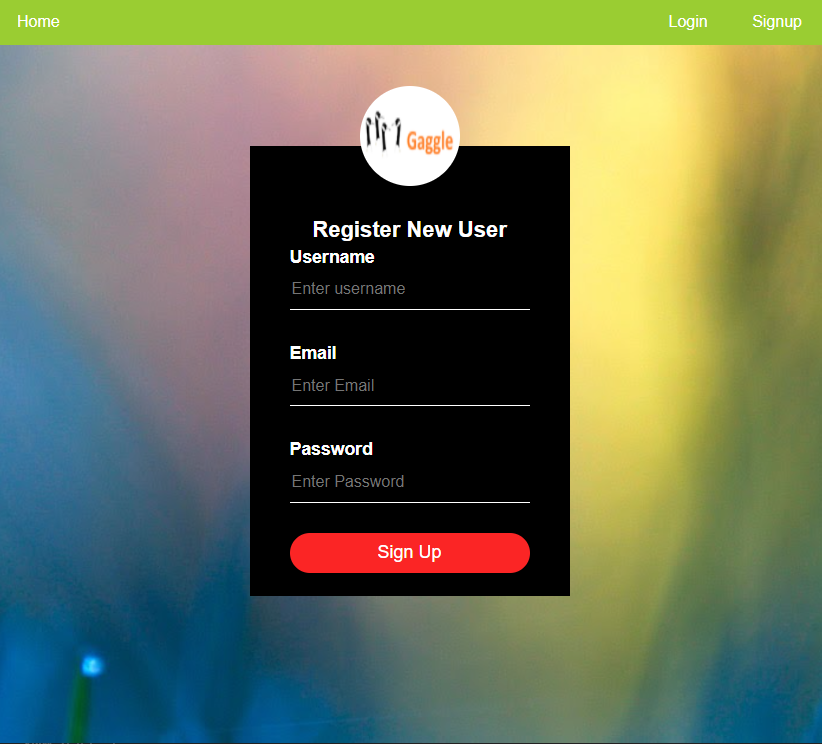 Home
Login
Signup
Gaggle
Register New User
Username
Enter username
Email
Enter Email
Password
Enter Password
Sign Up